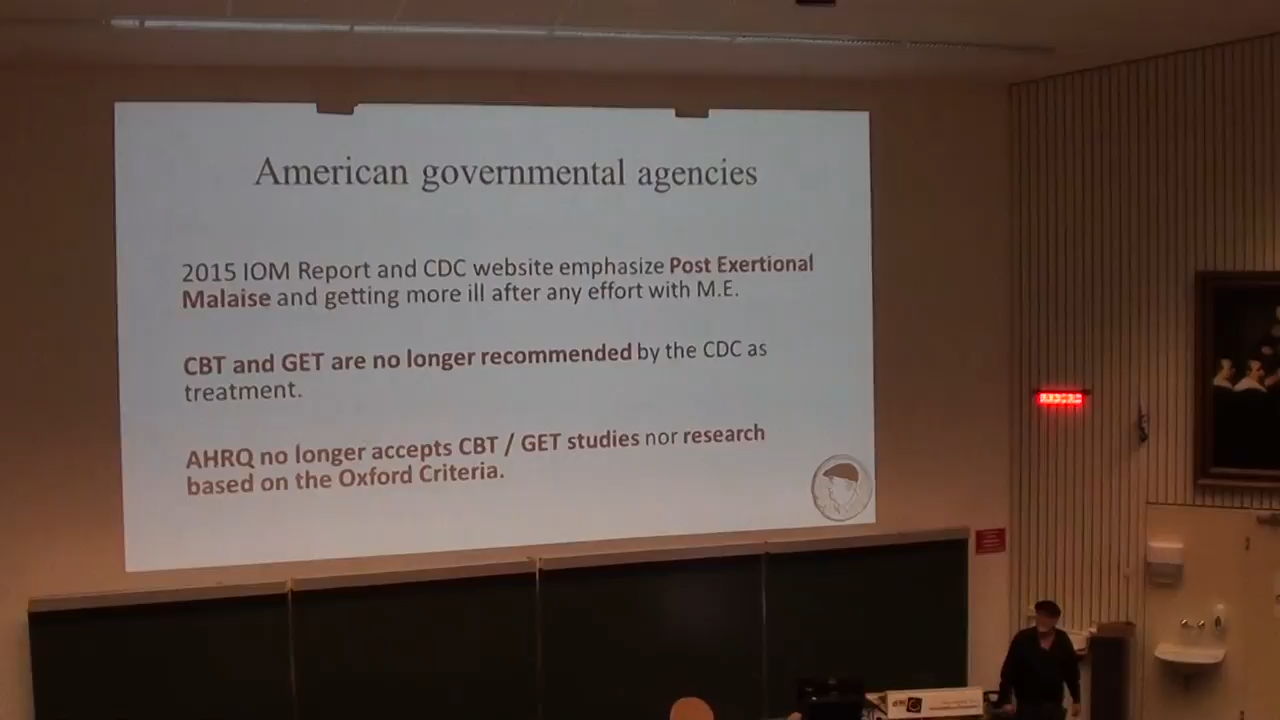 American governmental agencies
2015 IOM Report and CDC website emphasize Post Exertional
Malaise and getting more ill after any effort with M.E.
CBT and GET are no longer recommended by the CDC as
treatment.
AHRQ no longer accepts CBT / GET studies nor research
based on the Oxford Criteria.